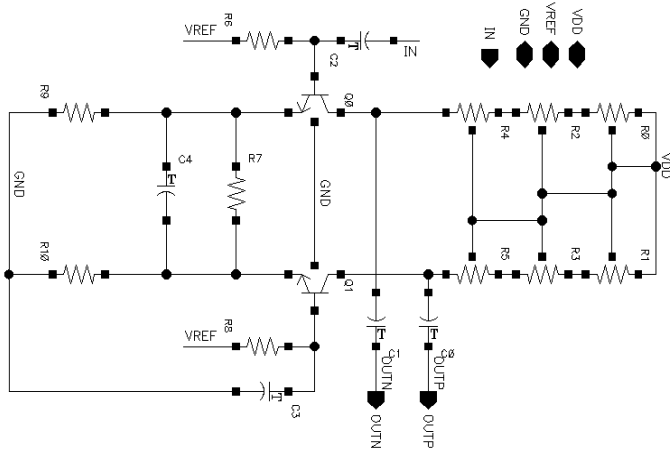 R6
VREF
IN
C2
IN
GND
VREF
VDD
R9
Q0
R4
R2
R0
VDD
C4
R7
GND
GND
R10
Q1
R5
R3
R1
R8
VREF
C1
C0
OUTN
OUTP
C3
OUTN
OUTP
T
T
T
T
T